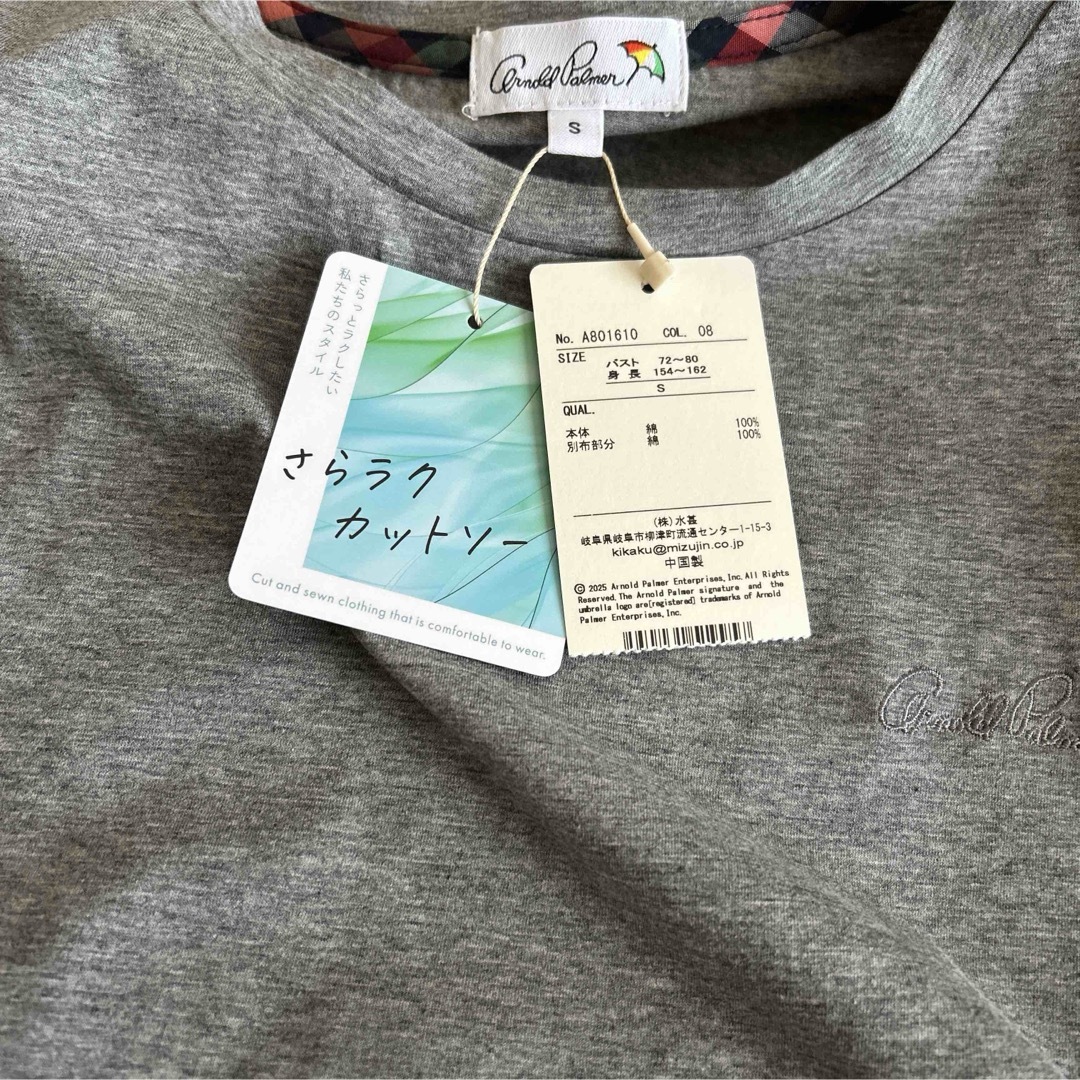 Arnold Palmer
S
さらっとラクしたい
私たちのスタイル
さらラク
カットソー
Cut and sewn clothing that is comfortable to wear.
No. A801610 COL. 08
SIZE
バスト 72～80
身長 154～162
S
QUAL.
本体 綿 100%
別布部分 綿 100%
(株)水甚
岐阜県岐阜市柳津町流通センター1-15-3
kikaku@mizujin.co.jp
中国製
© 2025 Arnold Palmer Enterprises, Inc. All Rights
Reserved. The Arnold Palmer signature and the
umbrella logo are[registered] trademarks of Arnold
Palmer Enterprises, Inc.
Arnold Palme